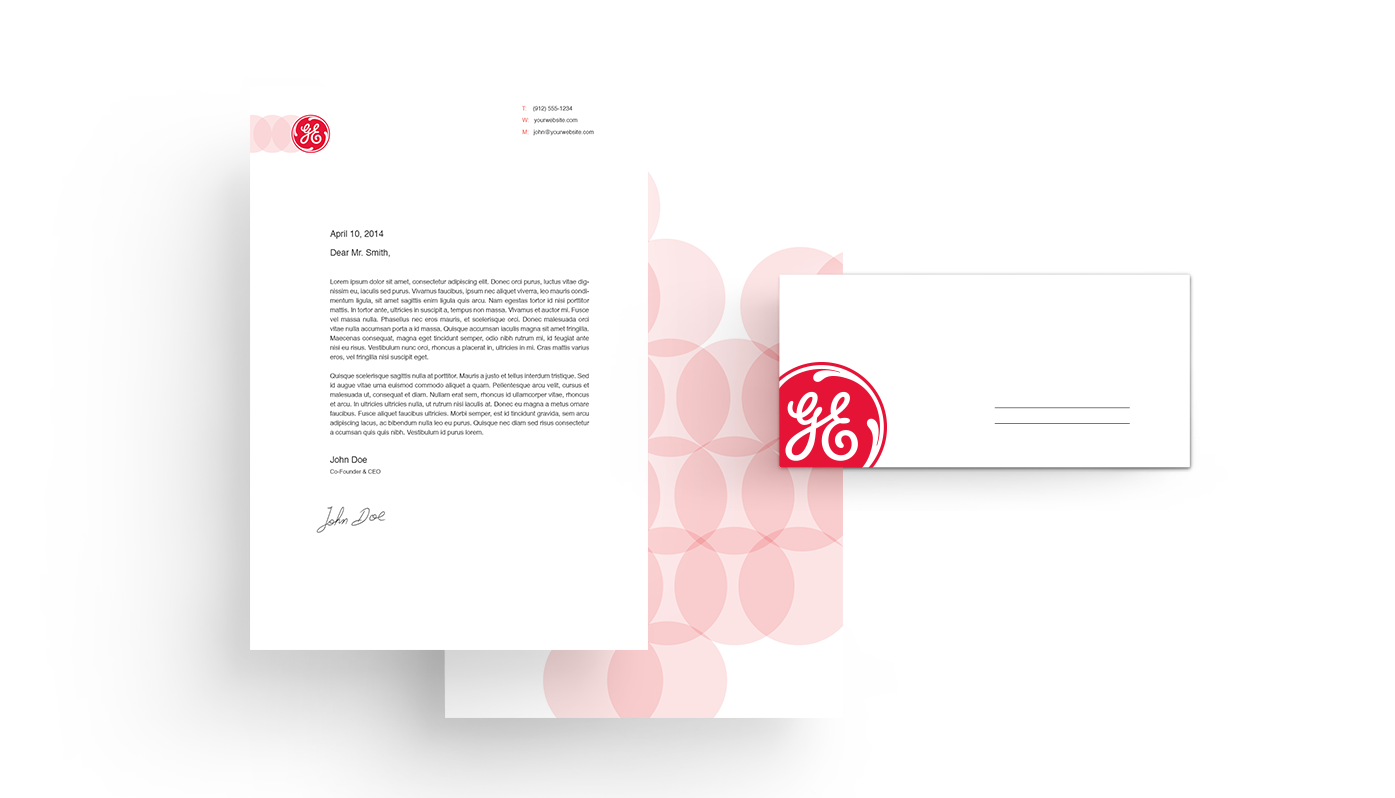 GE
T: (912) 555-1234
W: yourwebsite.com
M: john@yourwebsite.com
April 10, 2014
Dear Mr. Smith,
Lorem ipsum dolor sit amet, consectetur adipiscing elit. Donec orci purus, luctus vitae dig-
nissim eu, iaculis sed purus. Vivamus faucibus, ipsum nec aliquet viverra, leo mauris condi-
mentum ligula, sit amet sagittis enim ligula quis arcu. Nam egestas tortor id nisi porttitor
mattis. In tortor ante, ultricies in suscipit a, tempus non massa. Vivamus et auctor mi. Fusce
vel massa nulla. Phasellus nec eros mauris, et scelerisque orci. Donec malesuada orci
vitae nulla accumsan porta a id massa. Quisque accumsan iaculis magna sit amet fringilla.
Maecenas consequat, magna eget tincidunt semper, odio nibh rutrum mi, id feugiat ante
nisi eu risus. Vestibulum nunc orci, rhoncus a placerat in, ultricies in mi. Cras mattis varius
eros, vel fringilla nisi suscipit eget.
Quisque scelerisque sagittis nulla at porttitor. Mauris a justo et tellus interdum tristique. Sed
id augue vitae urna euismod commodo aliquet a quam. Pellentesque arcu velit, cursus et
malesuada ut, consequat et diam. Nullam erat sem, rhoncus id ullamcorper vitae, rhoncus
et arcu. In ultricies ultricies nulla, ut rutrum nisi iaculis at. Donec eu magna a metus ornare
faucibus. Fusce aliquet faucibus ultricies. Morbi semper, est id tincidunt gravida, sem arcu
adipiscing lacus, ac bibendum nulla leo eu purus. Quisque nec diam sed risus consectetur
a ccumsan quis quis nibh. Vestibulum id purus lorem.
John Doe
Co-Founder & CEO
John Doe
GE